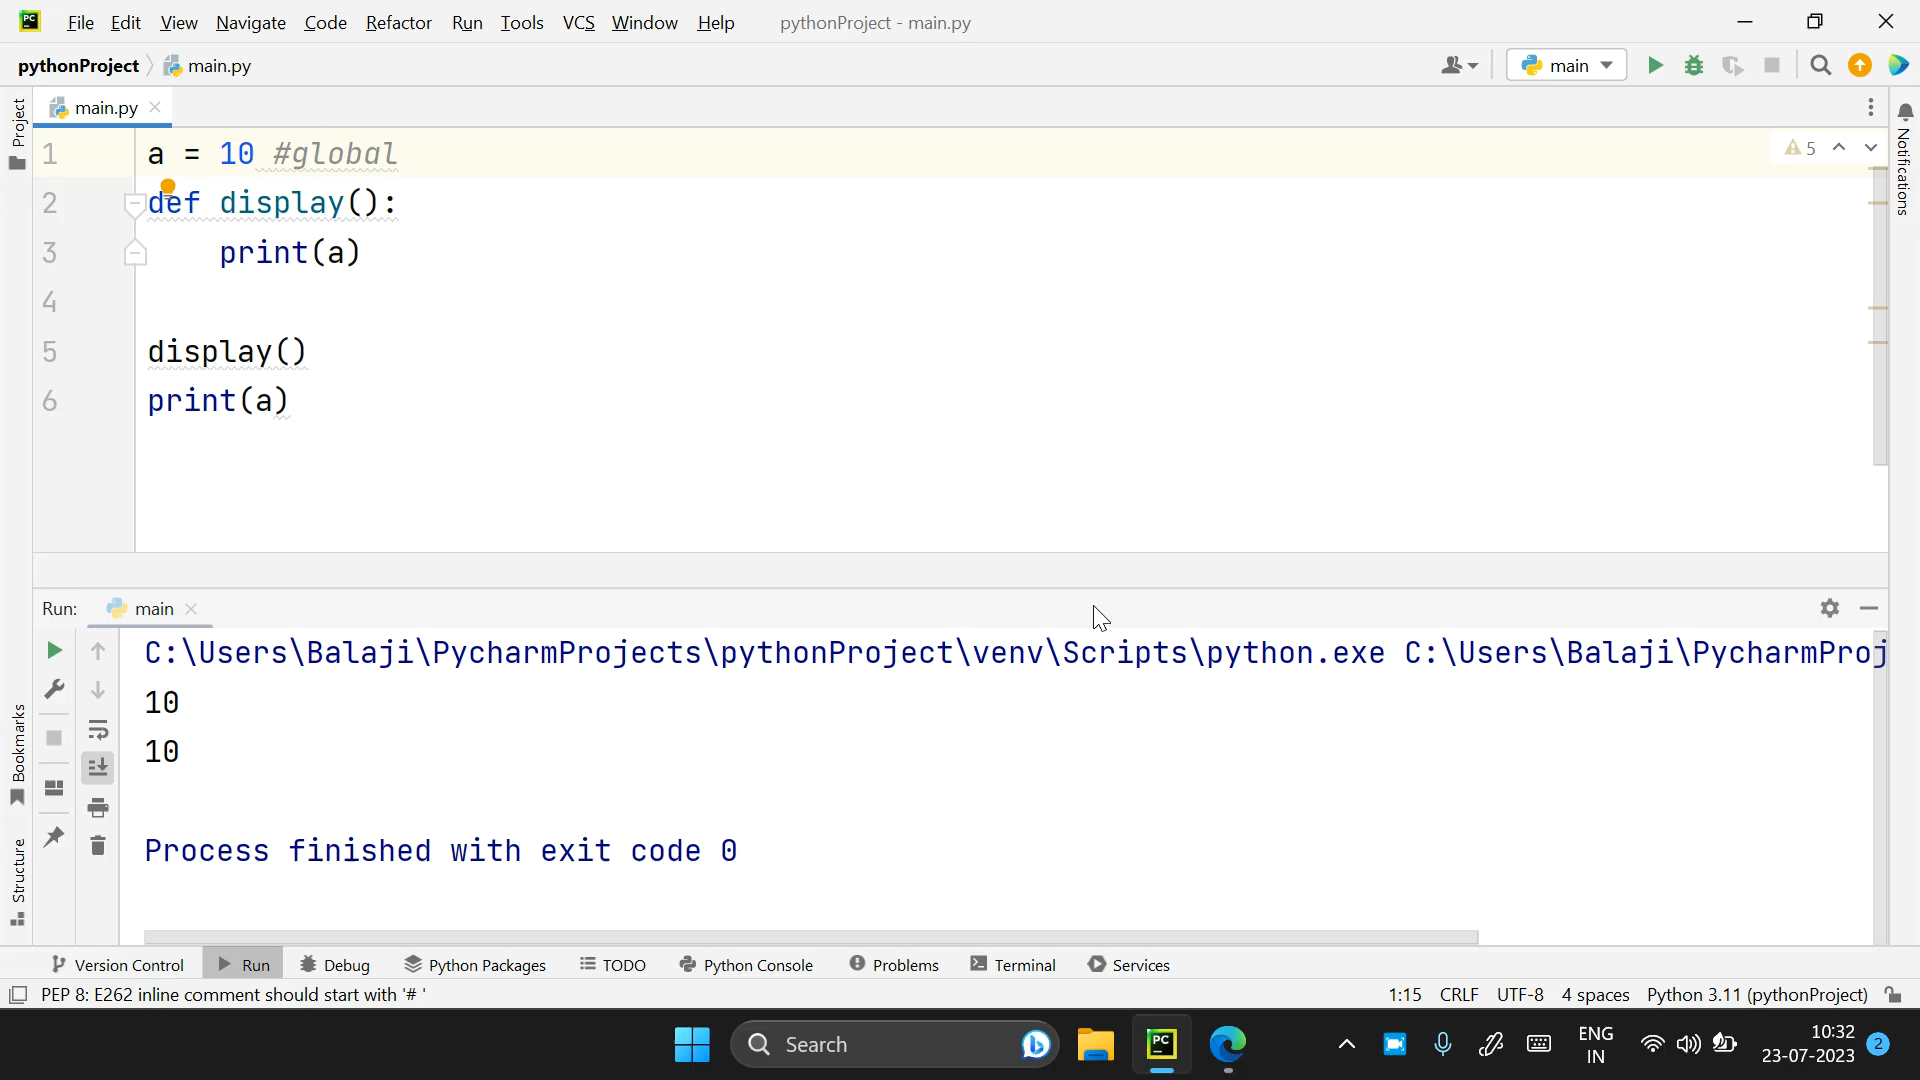 PC File Edit View Navigate Code Refactor Run Tools VCS Window Help pythonProject - main.py
pythonProject main.py main
main.py
Project
Notifications
1 a = 10 #global 5
2 def display():
3     print(a)
4
5 display()
6 print(a)
Run: main
C:\Users\Balaji\PycharmProjects\pythonProject\venv\Scripts\python.exe C:\Users\Balaji\PycharmProj
10
10
Process finished with exit code 0
Bookmarks
Structure
Version Control Run Debug Python Packages TODO Python Console Problems Terminal Services
PEP 8: E262 inline comment should start with '# ' 1:15 CRLF UTF-8 4 spaces Python 3.11 (pythonProject)
Search PC ENG 10:32
IN 23-07-2023 2